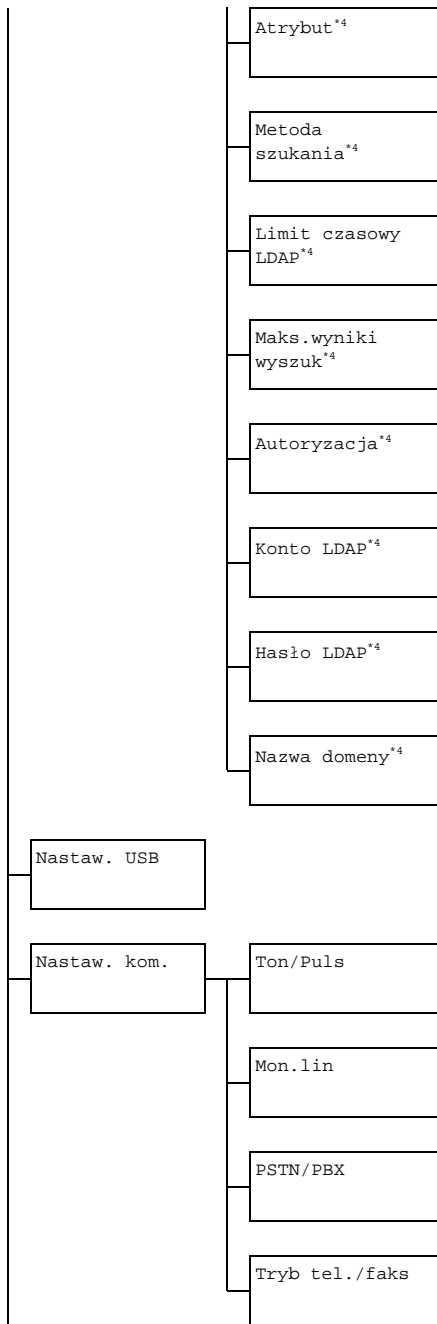 Atrybut*4
Metoda
szukania*4
Limit czasowy
LDAP*4
Maks.wyniki
wyszuk*4
Autoryzacja*4
Konto LDAP*4
Hasło LDAP*4
Nazwa domeny*4
Nastaw. USB
Nastaw. kom.
Ton/Puls
Mon.lin
PSTN/PBX
Tryb tel./faks